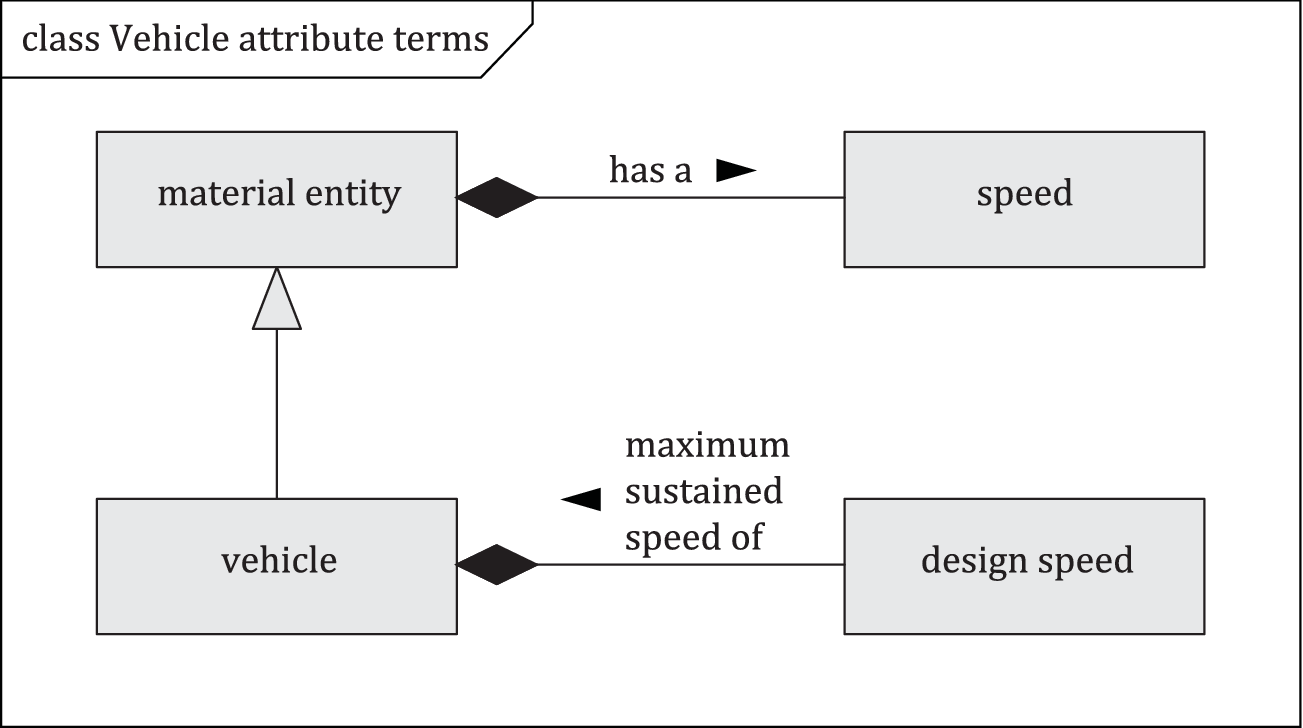 class Vehicle attribute terms
material entity
has a
speed
maximum
sustained
speed of
vehicle
design speed